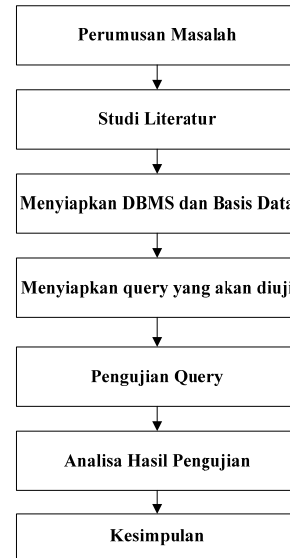 Perumusan Masalah
Studi Literatur
Menyiapkan DBMS dan Basis Data
Menyiapkan query yang akan diuji
Pengujian Query
Analisa Hasil Pengujian
Kesimpulan